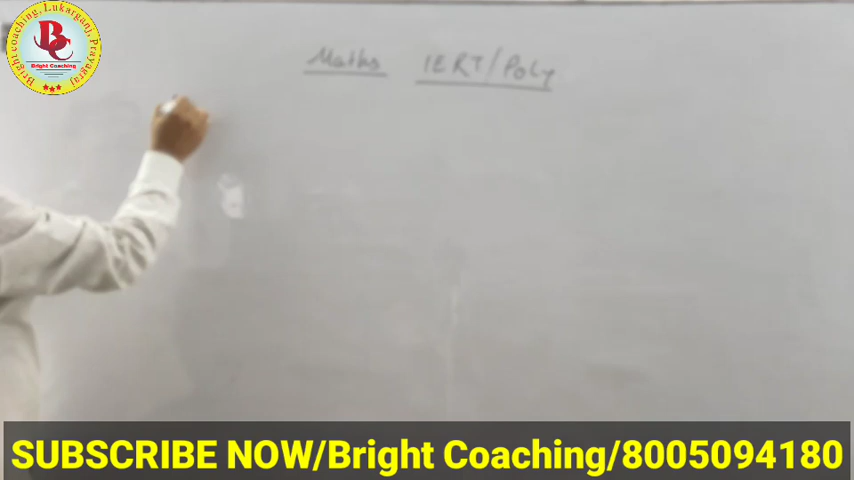 Bright coaching, Lukarganj, Prayagraj
BC
Bright Coaching
Maths IERT/Poly
SUBSCRIBE NOW/Bright Coaching/8005094180